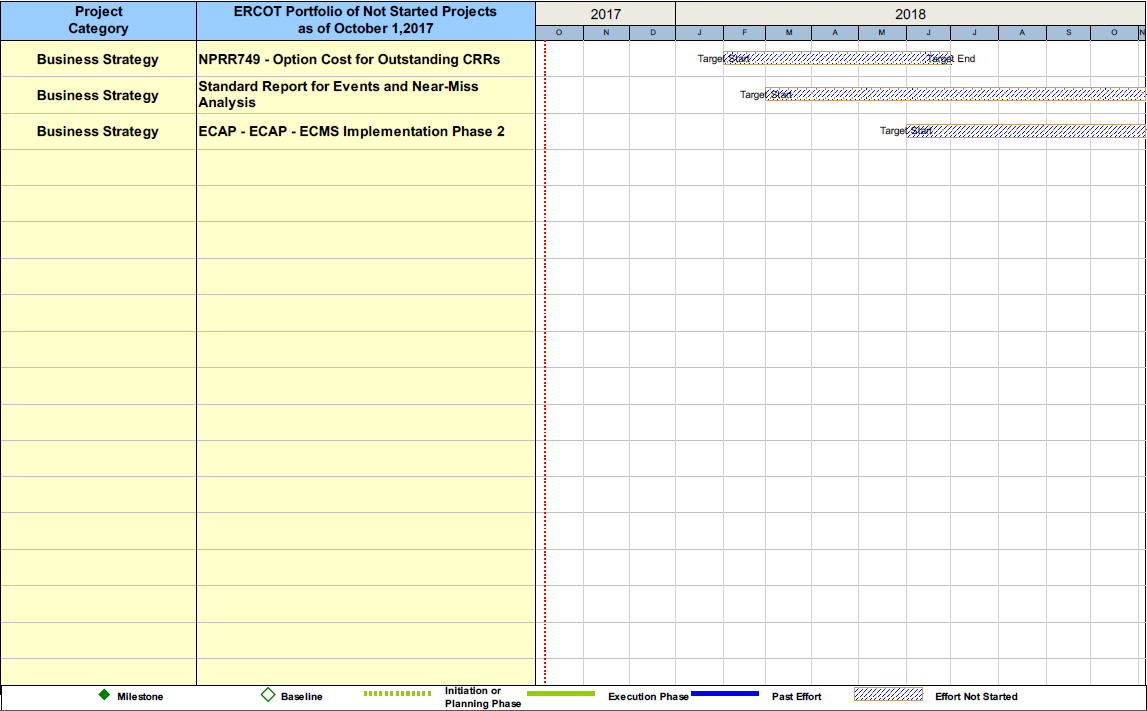 Project
Category
ERCOT Portfolio of Not Started Projects
as of October 1,2017
2017
2018
O N D J F M A M J J A S O N
Business Strategy
NPRR749 - Option Cost for Outstanding CRRs
Target Start
Target End
Business Strategy
Standard Report for Events and Near-Miss
Analysis
Target Start
Business Strategy
ECAP - ECAP - ECMS Implementation Phase 2
Target Start
Milestone
Baseline
Initiation or
Planning Phase
Execution Phase
Past Effort
Effort Not Started